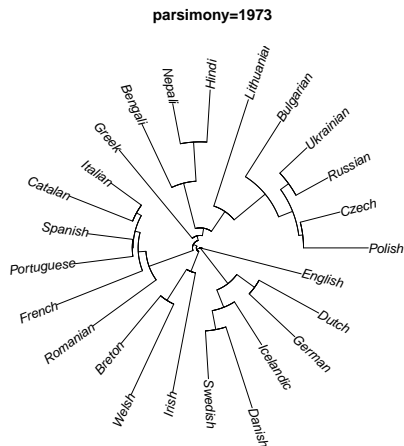 parsimony=1973
Hindi
Nepali
Bengali
Greek
Italian
Catalan
Spanish
Portuguese
French
Romanian
Breton
Welsh
Irish
Swedish
Danish
Icelandic
German
Dutch
English
Polish
Czech
Russian
Ukrainian
Bulgarian
Lithuanian